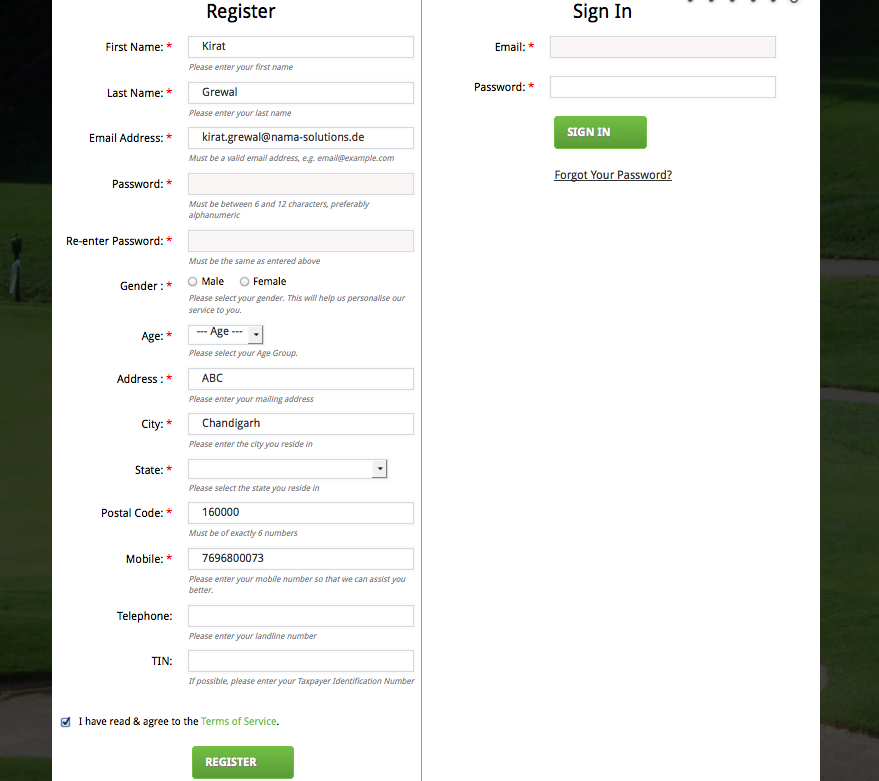 Register
First Name: *
Kirat
Please enter your first name
Last Name: *
Grewal
Please enter your last name
Email Address: *
kirat.grewal@nama-solutions.de
Must be a valid email address, e.g. email@example.com
Password: *
Must be between 6 and 12 characters, preferably
alphanumeric
Re-enter Password: *
Must be the same as entered above
Gender : *
Male
Female
Please select your gender. This will help us personalise our
service to you.
Age: *
--- Age ---
Please select your Age Group.
Address : *
ABC
Please enter your mailing address
City: *
Chandigarh
Please enter the city you reside in
State: *
Please select the state you reside in
Postal Code: *
160000
Must be of exactly 6 numbers
Mobile: *
7696800073
Please enter your mobile number so that we can assist you
better.
Telephone:
Please enter your landline number
TIN:
If possible, please enter your Taxpayer Identification Number
I have read & agree to the Terms of Service.
REGISTER
Sign In
Email: *
Password: *
SIGN IN
Forgot Your Password?